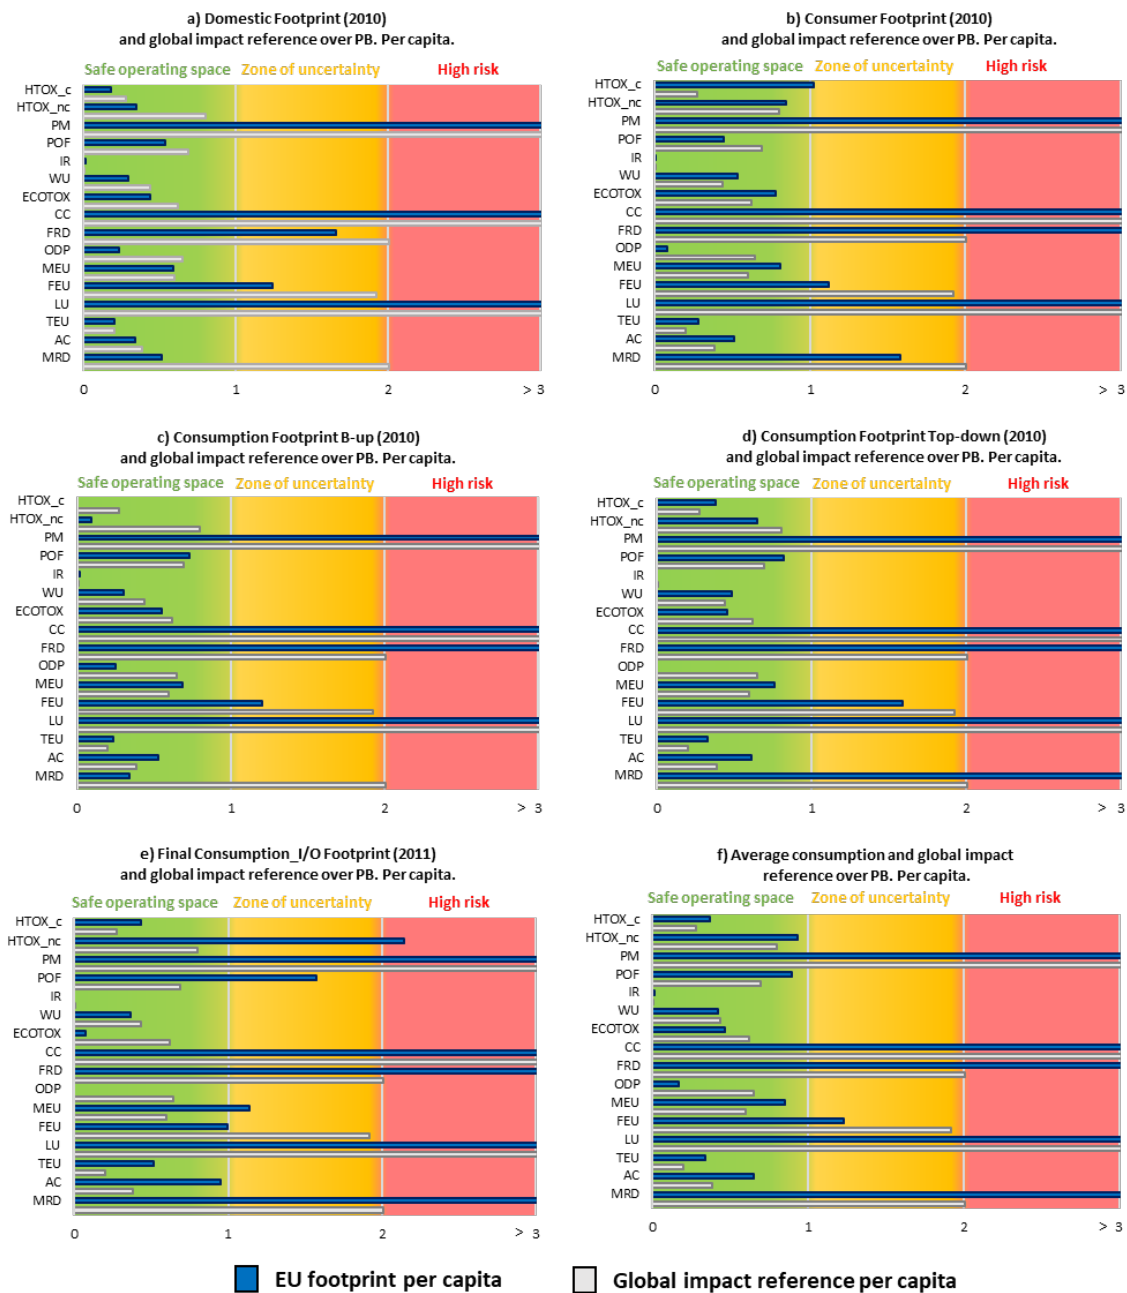 a) Domestic Footprint (2010)
and global impact reference over PB. Per capita.
Safe operating space Zone of uncertainty High risk
HTOX_c
HTOX_nc
PM
POF
IR
WU
ECOTOX
CC
FRD
ODP
MEU
FEU
LU
TEU
AC
MRD
0 1 2 > 3
b) Consumer Footprint (2010)
and global impact reference over PB. Per capita.
Safe operating space Zone of uncertainty High risk
HTOX_c
HTOX_nc
PM
POF
IR
WU
ECOTOX
CC
FRD
ODP
MEU
FEU
LU
TEU
AC
MRD
0 1 2 > 3
c) Consumption Footprint B-up (2010)
and global impact reference over PB. Per capita.
Safe operating space Zone of uncertainty High risk
HTOX_c
HTOX_nc
PM
POF
IR
WU
ECOTOX
CC
FRD
ODP
MEU
FEU
LU
TEU
AC
MRD
0 1 2 > 3
d) Consumption Footprint Top-down (2010)
and global impact reference over PB. Per capita.
Safe operating space Zone of uncertainty High risk
HTOX_c
HTOX_nc
PM
POF
IR
WU
ECOTOX
CC
FRD
ODP
MEU
FEU
LU
TEU
AC
MRD
0 1 2 > 3
e) Final Consumption_I/O Footprint (2011)
and global impact reference over PB. Per capita.
Safe operating space Zone of uncertainty High risk
HTOX_c
HTOX_nc
PM
POF
IR
WU
ECOTOX
CC
FRD
ODP
MEU
FEU
LU
TEU
AC
MRD
0 1 2 > 3
f) Average consumption and global impact
reference over PB. Per capita.
Safe operating space Zone of uncertainty High risk
HTOX_c
HTOX_nc
PM
POF
IR
WU
ECOTOX
CC
FRD
ODP
MEU
FEU
LU
TEU
AC
MRD
0 1 2 > 3
EU footprint per capita Global impact reference per capita